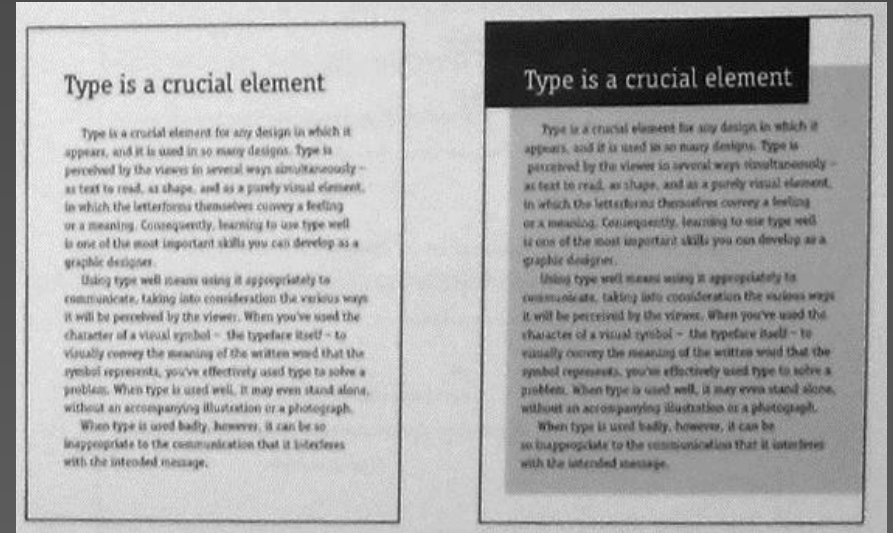 Type is a crucial element
Type is a crucial element for any design in which it
appears, and it is used in so many designs. Type is
perceived by the viewer in several ways simultaneously –
as text to read, as shape, and as a purely visual element,
in which the letterforms themselves convey a feeling
or a meaning. Consequently, learning to use type well
is one of the most important skills you can develop as a
graphic designer.
Using type well means using it appropriately to
communicate, taking into consideration the various ways
it will be perceived by the viewer. When you've used the
character of a visual symbol – the typeface itself – to
visually convey the meaning of the written word that the
symbol represents, you've effectively used type to solve a
problem. When type is used well, it may even stand alone,
without an accompanying illustration or a photograph.
When type is used badly, however, it can be so
inappropriate to the communication that it interferes
with the intended message.
Type is a crucial element
Type is a crucial element for any design in which it
appears, and it is used in so many designs. Type is
perceived by the viewer in several ways simultaneously –
as text to read, as shape, and as a purely visual element,
in which the letterforms themselves convey a feeling
or a meaning. Consequently, learning to use type well
is one of the most important skills you can develop as a
graphic designer.
Using type well means using it appropriately to
communicate, taking into consideration the various ways
it will be perceived by the viewer. When you've used the
character of a visual symbol – the typeface itself – to
visually convey the meaning of the written word that the
symbol represents, you've effectively used type to solve a
problem. When type is used well, it may even stand alone,
without an accompanying illustration or a photograph.
When type is used badly, however, it can be
so inappropriate to the communication that it interferes
with the intended message.